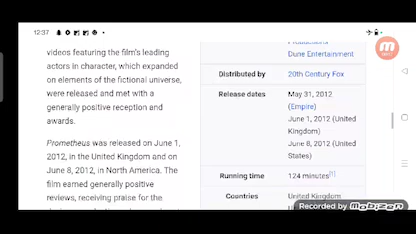 12:37
videos featuring the film's leading
actors in character, which expanded
on elements of the fictional universe,
were released and met with a
generally positive reception and
awards.
Prometheus was released on June 1,
2012, in the United Kingdom and on
June 8, 2012, in North America. The
film earned generally positive
reviews, receiving praise for the
Dune Entertainment
Distributed by 20th Century Fox
Release dates May 31, 2012
(Empire)
June 1, 2012 (United
Kingdom)
June 8, 2012 (United
States)
Running time 124 minutes[1]
Countries United Kingdom
Recorded by Mobizen